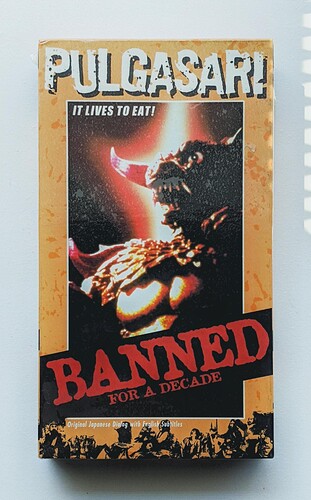 PULGASARI
IT LIVES TO EAT!
BANNED
FOR A DECADE
Original Japanese Dialog with English Subtitles